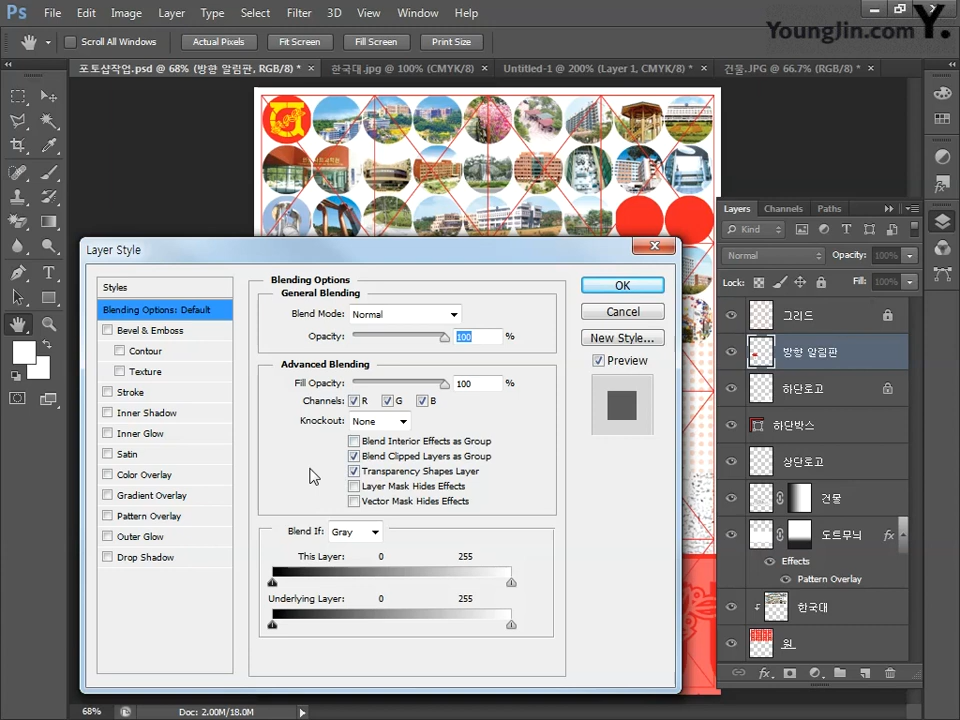 Ps File Edit Image Layer Type Select Filter 3D View Window Help
YoungJin.com Y.
Scroll All Windows Actual Pixels Fit Screen Fill Screen Print Size
포토샵작업.psd @ 68% (방향 알림판, RGB/8) * × 한국대.jpg @ 100% (CMYK/8) × Untitled-1 @ 200% (Layer 1, CMYK/8) * × 건물.JPG @ 66.7% (RGB/8) * ×
Layers Channels Paths
Kind
Normal Opacity: 100%
Lock: Fill: 100%
그리드
방향 알림판
하단로고
하단박스
상단로고
건물
도트무늬 fx
Effects
Pattern Overlay
한국대
원
Layer Style
Styles
Blending Options: Default
Bevel & Emboss
Contour
Texture
Stroke
Inner Shadow
Inner Glow
Satin
Color Overlay
Gradient Overlay
Pattern Overlay
Outer Glow
Drop Shadow
Blending Options
General Blending
Blend Mode: Normal
Opacity: 100 %
Advanced Blending
Fill Opacity: 100 %
Channels: R G B
Knockout: None
Blend Interior Effects as Group
Blend Clipped Layers as Group
Transparency Shapes Layer
Layer Mask Hides Effects
Vector Mask Hides Effects
Blend If: Gray
This Layer: 0 255
Underlying Layer: 0 255
OK
Cancel
New Style...
Preview
68% Doc: 2.00M/18.0M